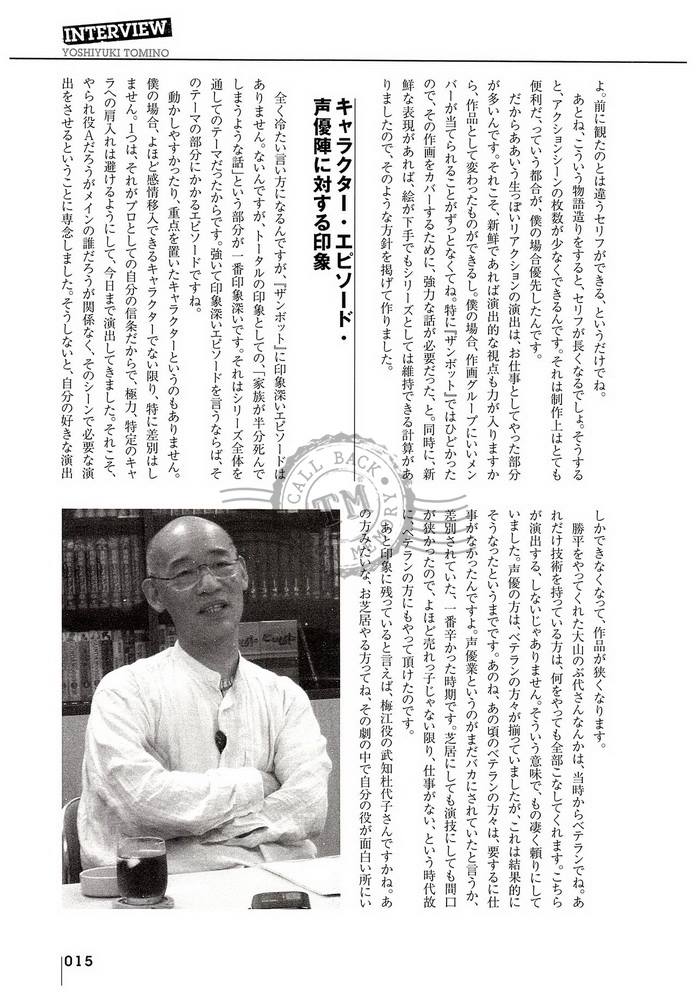 INTERVIEW
YOSHIYUKI TOMINO
よ。前に観たのとは違うセリフができる、というだけでね。
あとね、こういう物語造りをすると、セリフが長くなるでしょ。そうする
と、アクションシーンの枚数が少なくできるんです。それは制作上はとても
便利だ、っていう都合が、僕の場合優先したんです。
だからああいう生っぽいリアクションの演出は、お仕事としてやった部分
が多いんです。それこそ、新鮮であれば演出的な視点も力が入りますか
ら、作品として変わったものができるし。僕の場合、作画グループにいいメン
バーが当てられることがずっとなくてね。特に『ザンボット』ではひどかった
ので、その作画をカバーするために、強力な話が必要だった、と。同時に、新
鮮な表現があれば、絵が下手でもシリーズとしては維持できる計算があ
りましたので、そのような方針を掲げて作りました。
キャラクター・エピソード・
声優陣に対する印象
全く冷たい言い方になるんですが、『ザンボット』に印象深いエピソードは
ありません。ないんですが、トータルの印象としての、「家族が半分死んで
しまうような話」という部分が一番印象深いです。それはシリーズ全体を
通してのテーマだったからです。強いて印象深いエピソードを言うならば、そ
のテーマの部分にかかるエピソードですね。
動かしやすかったり、重点を置いたキャラクターというのもありません。
僕の場合、よほど感情移入できるキャラクターでない限り、特に差別はし
ません。1つは、それがプロとしての自分の信条だからで、極力、特定のキャ
ラへの肩入れは避けるようにして、今日まで演出してきました。それこそ、
やられ役Aだろうがメインの誰だろうが関係なく、そのシーンで必要な演
出をさせるということに専念しました。そうしないと、自分の好きな演出
しかできなくなって、作品が狭くなります。
勝平をやってくれた大山のぶ代さんなんかは、当時からベテランでね。あ
れだけ技術を持っている方は、何をやっても全部こなしてくれます。こちら
が演出する、しないじゃありません。そういう意味で、もの凄く頼りにして
いました。声優の方は、ベテランの方々が揃っていましたが、これは結果的に
そうなったというまでです。あのね、あの頃のベテランの方々は、要するに仕
事がなかったんですよ。声優業というのがまだバカにされていたと言うか、
差別されていた、一番辛かった時期です。芝居にしても演技にしても間口
が狭かったので、よほど売れっ子じゃない限り、仕事がない、という時代故
に、ベテランの方にもやって頂けたのです。
あと印象に残っていると言えば、梅江役の武知杜代子さんですかね。あ
の方みたいな、お芝居やる方ってね、その劇の中で自分の役が面白い所にい
CALL BACK
TM
MEMORY
015